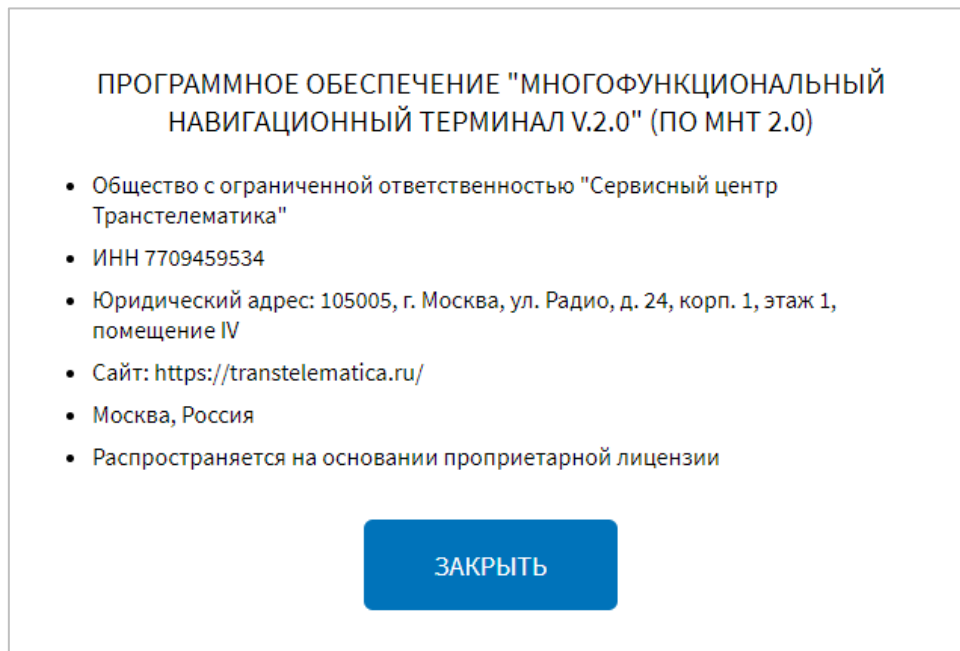 ПРОГРАММНОЕ ОБЕСПЕЧЕНИЕ "МНОГОФУНКЦИОНАЛЬНЫЙ
НАВИГАЦИОННЫЙ ТЕРМИНАЛ V.2.0" (ПО МНТ 2.0)
• Общество с ограниченной ответственностью "Сервисный центр
Транстелематика"
• ИНН 7709459534
• Юридический адрес: 105005, г. Москва, ул. Радио, д. 24, корп. 1, этаж 1,
помещение IV
• Сайт: https://transtelematica.ru/
• Москва, Россия
• Распространяется на основании проприетарной лицензии
ЗАКРЫТЬ